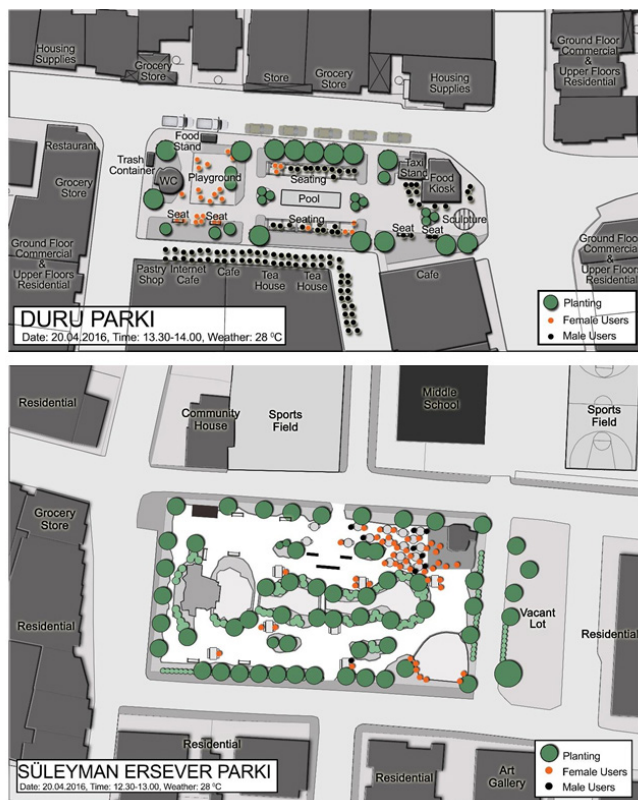 Housing
Supplies
Grocery
Store
Store
Grocery
Store
Housing
Supplies
Ground Floor
Commercial
&
Upper Floors
Residential
Restaurant
Grocery
Store
Ground Floor
Commercial
&
Upper Floors
Residential
Trash
Container
Food
Stand
WC
Playground
Seating
Pool
Seating
Seat
Seat
Taxi
Stand
Food
Kiosk
Seat
Seat
Sculpture
Pastry
Shop
Internet
Cafe
Cafe
Tea
House
Tea
House
Cafe
Ground Floor
Commercial
&
Upper Floors
Residential
DURU PARKI
Date: 20.04.2016, Time: 13.30-14.00, Weather: 28 ⁰C
Planting
Female Users
Male Users
Residential
Community
House
Sports
Field
Middle
School
Sports
Field
Grocery
Store
Residential
Vacant
Lot
Residential
Residential
Residential
Art
Gallery
SÜLEYMAN ERSEVER PARKI
Date: 20.04.2016, Time: 12.30-13.00, Weather: 28 ⁰C
Planting
Female Users
Male Users